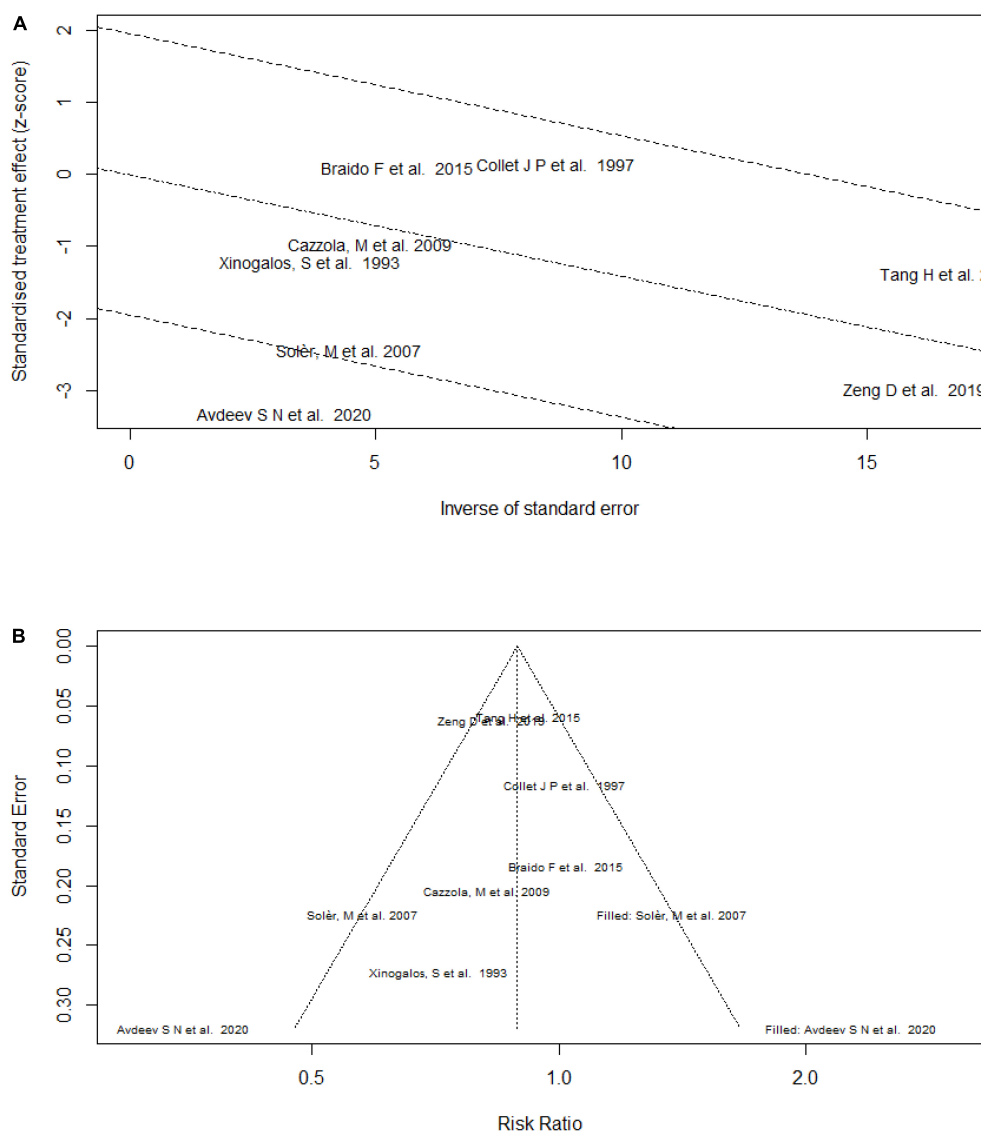 A
Standardised treatment effect (z-score)
2
1
0
-1
-2
-3
Braido F et al. 2015
Collet J P et al. 1997
Cazzola, M et al. 2009
Xinogalos, S et al. 1993
Tang H et al.
Solèr, M et al. 2007
Zeng D et al. 2019
Avdeev S N et al. 2020
0
5
10
15
Inverse of standard error
B
Standard Error
0.00
0.05
0.10
0.15
0.20
0.25
0.30
Tang H et al. 2015
Zeng D et al. 2019
Collet J P et al. 1997
Braido F et al. 2015
Cazzola, M et al. 2009
Solèr, M et al. 2007
Filled: Solèr, M et al. 2007
Xinogalos, S et al. 1993
Avdeev S N et al. 2020
Filled: Avdeev S N et al. 2020
0.5
1.0
2.0
Risk Ratio